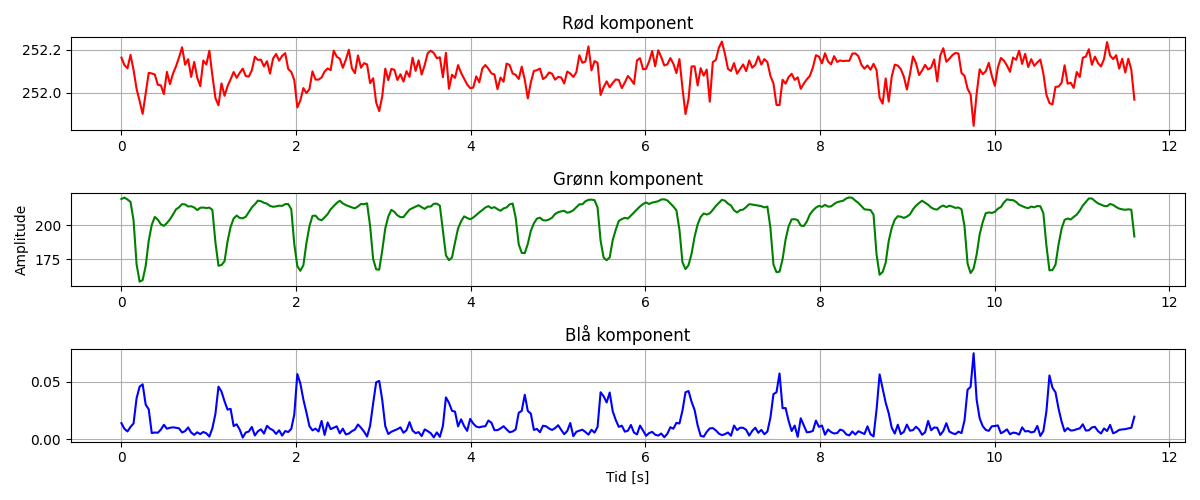 Rød komponent
252.2
252.0
0 2 4 6 8 10 12
Grønn komponent
Amplitude
200
175
0 2 4 6 8 10 12
Blå komponent
0.05
0.00
0 2 4 6 8 10 12
Tid [s]